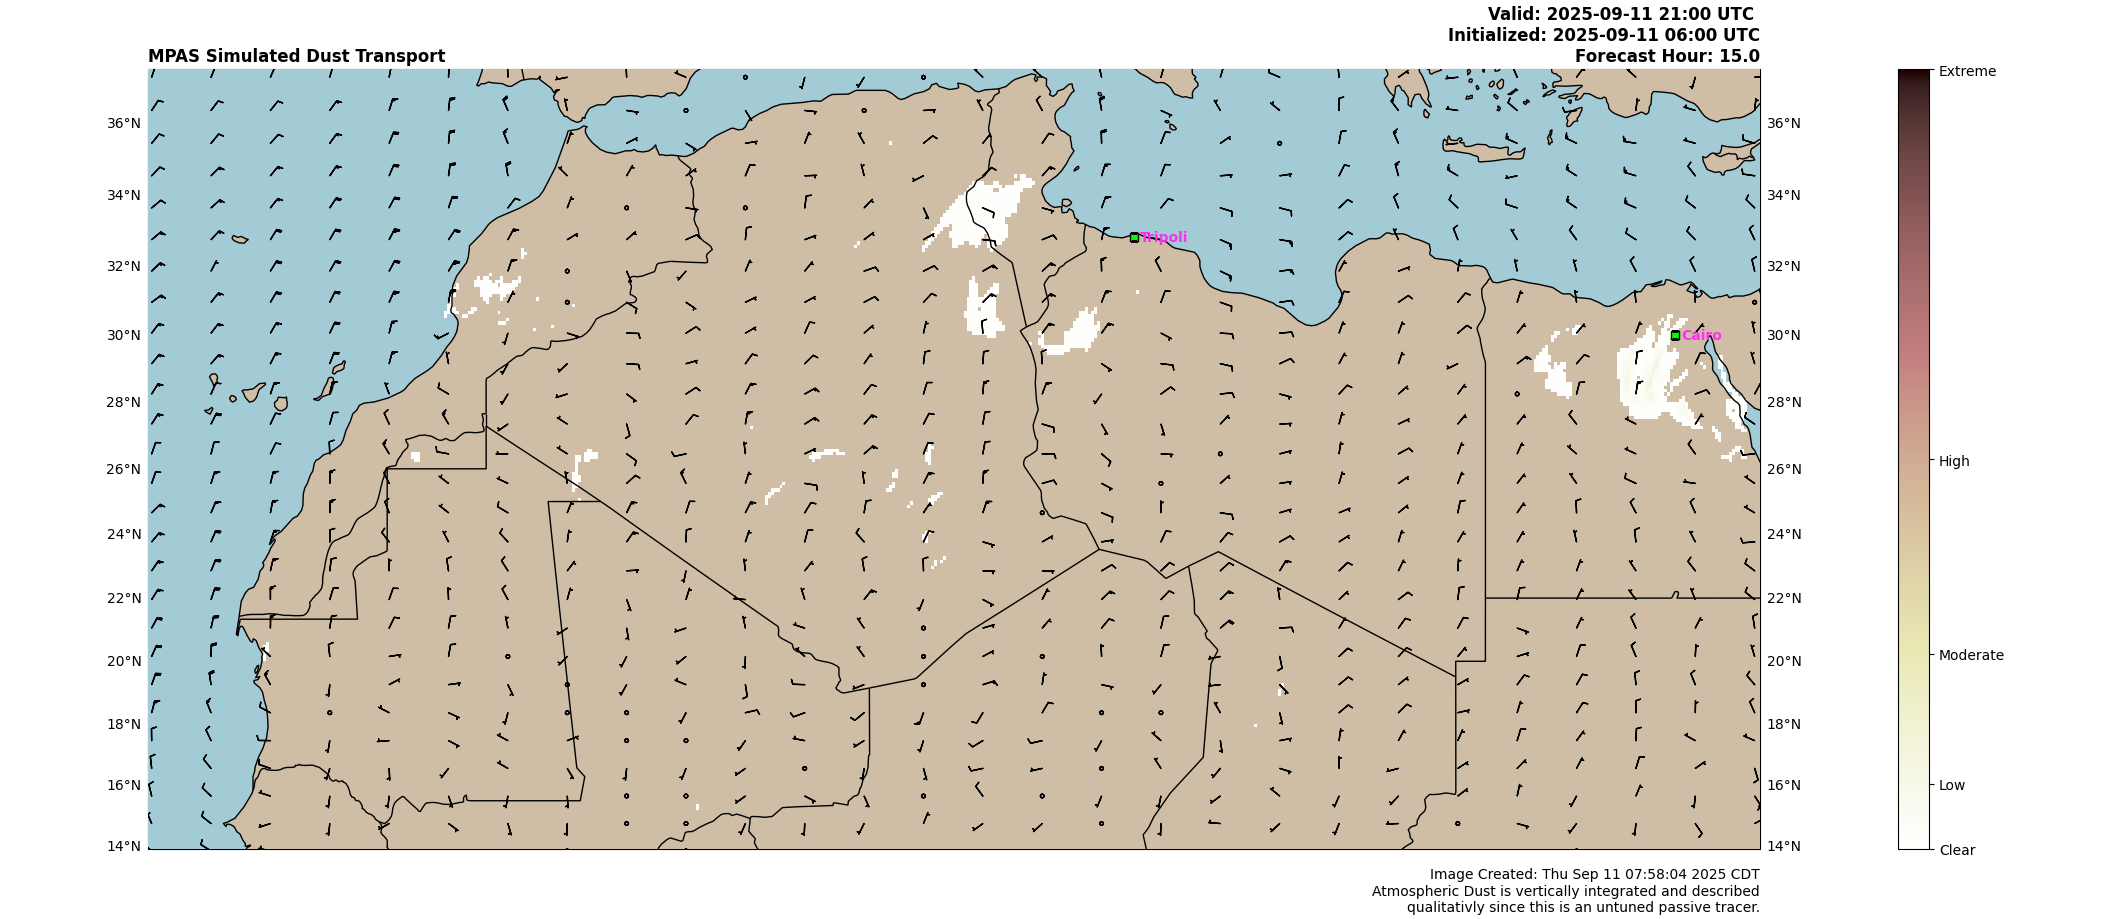 Valid: 2025-09-11 21:00 UTC
Initialized: 2025-09-11 06:00 UTC
MPAS Simulated Dust Transport
Forecast Hour: 15.0
Extreme
36°N
36°N
34°N
34°N
Tripoli
32°N
32°N
30°N
Cairo
30°N
28°N
28°N
High
26°N
26°N
24°N
24°N
22°N
22°N
Moderate
20°N
20°N
18°N
18°N
16°N
16°N
Low
14°N
14°N
Clear
Image Created: Thu Sep 11 07:58:04 2025 CDT
Atmospheric Dust is vertically integrated and described
qualitativly since this is an untuned passive tracer.